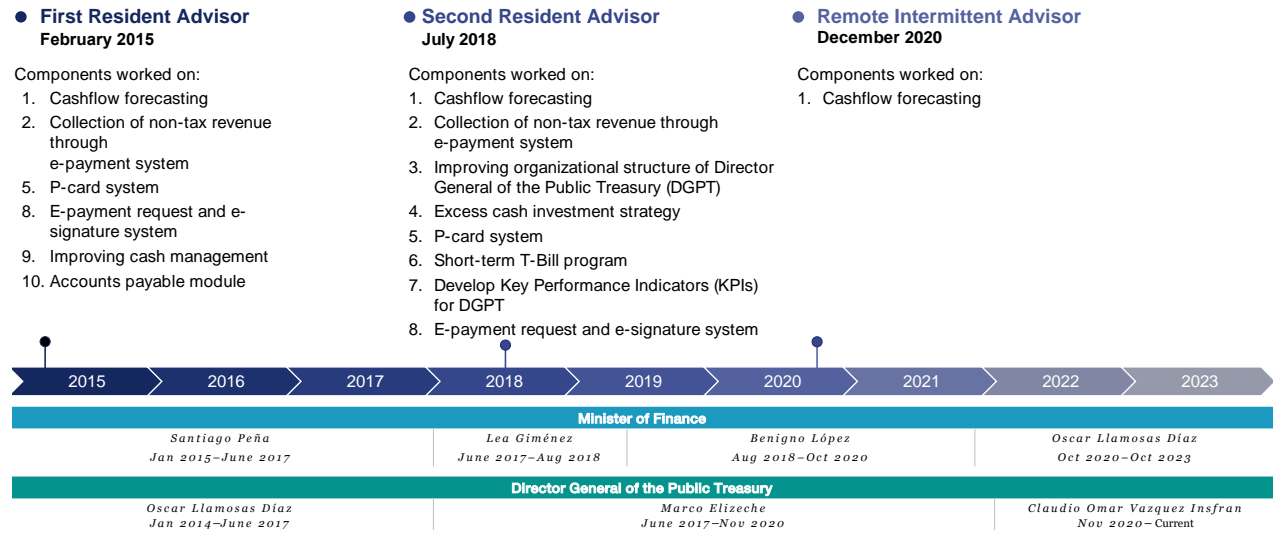 First Resident Advisor
February 2015
Components worked on:
1. Cashflow forecasting
2. Collection of non-tax revenue
through
e-payment system
5. P-card system
8. E-payment request and e-
signature system
9. Improving cash management
10. Accounts payable module
Second Resident Advisor
July 2018
Components worked on:
1. Cashflow forecasting
2. Collection of non-tax revenue through
e-payment system
3. Improving organizational structure of Director
General of the Public Treasury (DGPT)
4. Excess cash investment strategy
5. P-card system
6. Short-term T-Bill program
7. Develop Key Performance Indicators (KPIs)
for DGPT
8. E-payment request and e-signature system
Remote Intermittent Advisor
December 2020
Components worked on:
1. Cashflow forecasting
2015 2016 2017 2018 2019 2020 2021 2022 2023
Minister of Finance
Santiago Peña
Jan 2015–June 2017
Lea Giménez
June 2017–Aug 2018
Benigno López
Aug 2018–Oct 2020
Oscar Llamosas Díaz
Oct 2020–Oct 2023
Director General of the Public Treasury
Oscar Llamosas Díaz
Jan 2014–June 2017
Marco Elizeche
June 2017–Nov 2020
Claudio Omar Vazquez Insfran
Nov 2020– Current